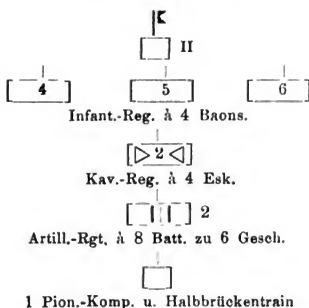 K
II
4 5 6
Infant.-Reg. à 4 Baons.
2
Kav.-Reg. à 4 Esk.
2
Artill.-Rgt. à 8 Batt. zu 6 Gesch.
1 Pion.-Komp. u. Halbbrückentrain